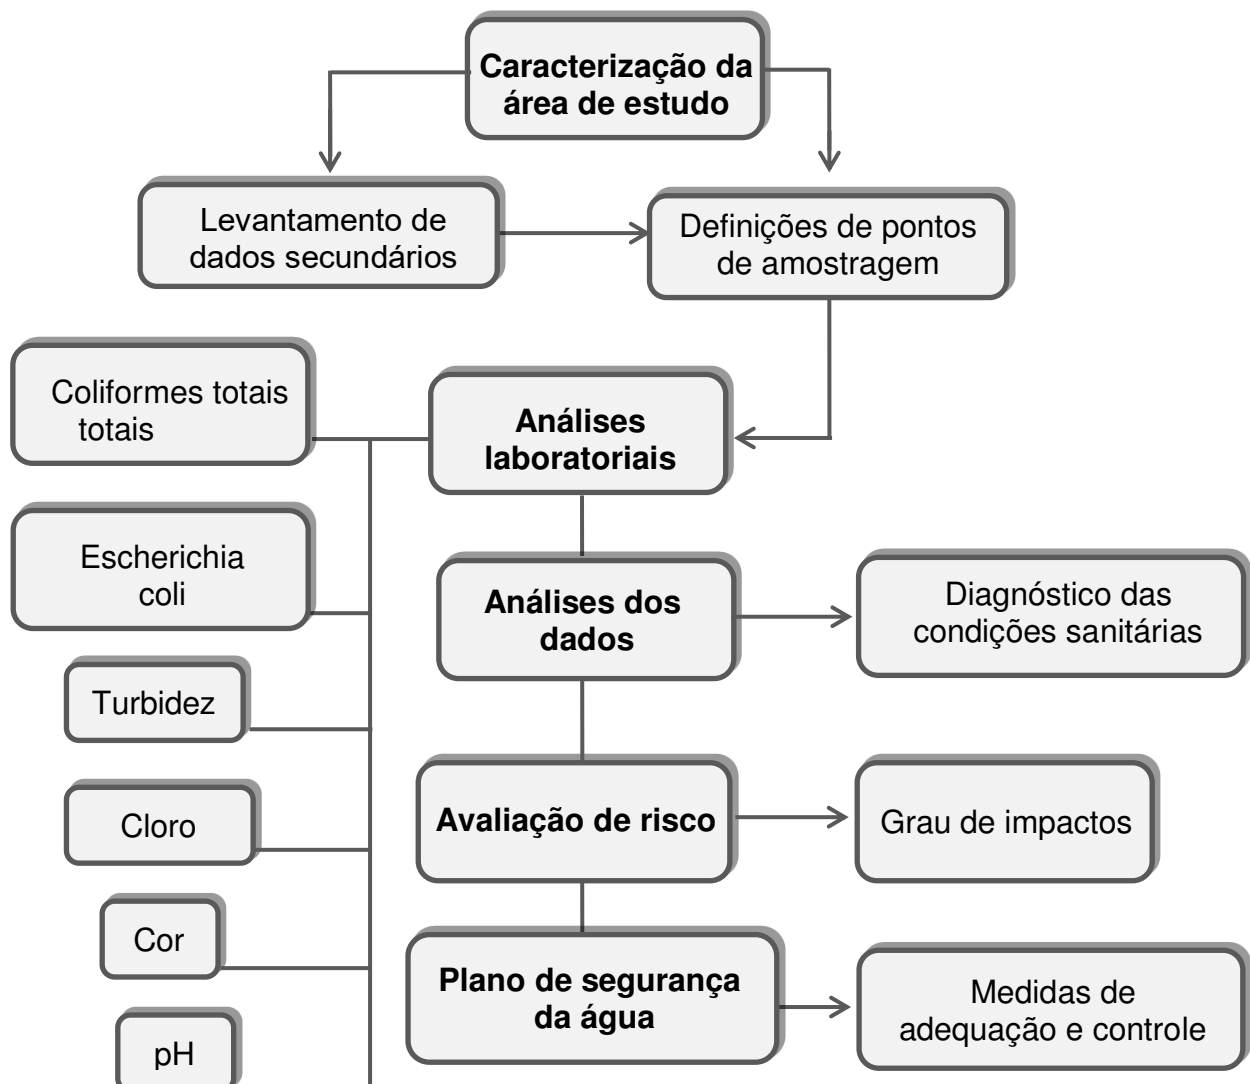 Caracterização da
área de estudo
Levantamento de
dados secundários
Definições de pontos
de amostragem
Coliformes totais
totais
Análises
laboratoriais
Escherichia
coli
Análises dos
dados
Diagnóstico das
condições sanitárias
Turbidez
Avaliação de risco
Grau de impactos
Cloro
Cor
Plano de segurança
da água
Medidas de
adequação e controle
pH